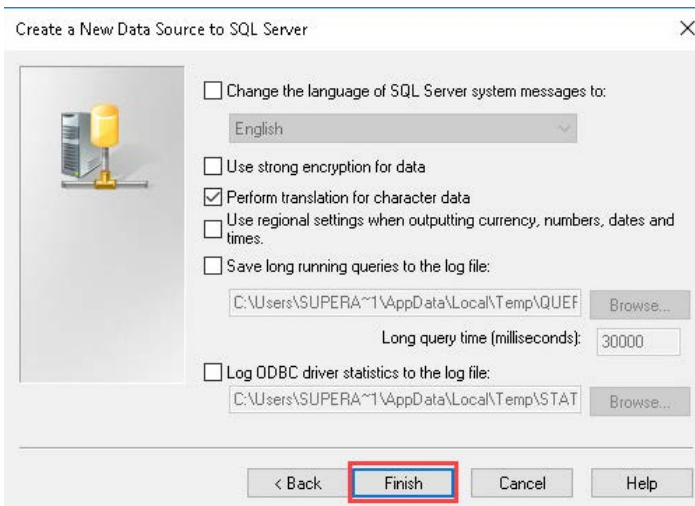 Create a New Data Source to SQL Server
Change the language of SQL Server system messages to:
English
Use strong encryption for data
Perform translation for character data
Use regional settings when outputting currency, numbers, dates and
times.
Save long running queries to the log file:
C:\Users\SUPERA~1\AppData\Local\Temp\QUEF
Browse...
Long query time (milliseconds):
30000
Log ODBC driver statistics to the log file:
C:\Users\SUPERA~1\AppData\Local\Temp\STAT
Browse...
< Back
Finish
Cancel
Help